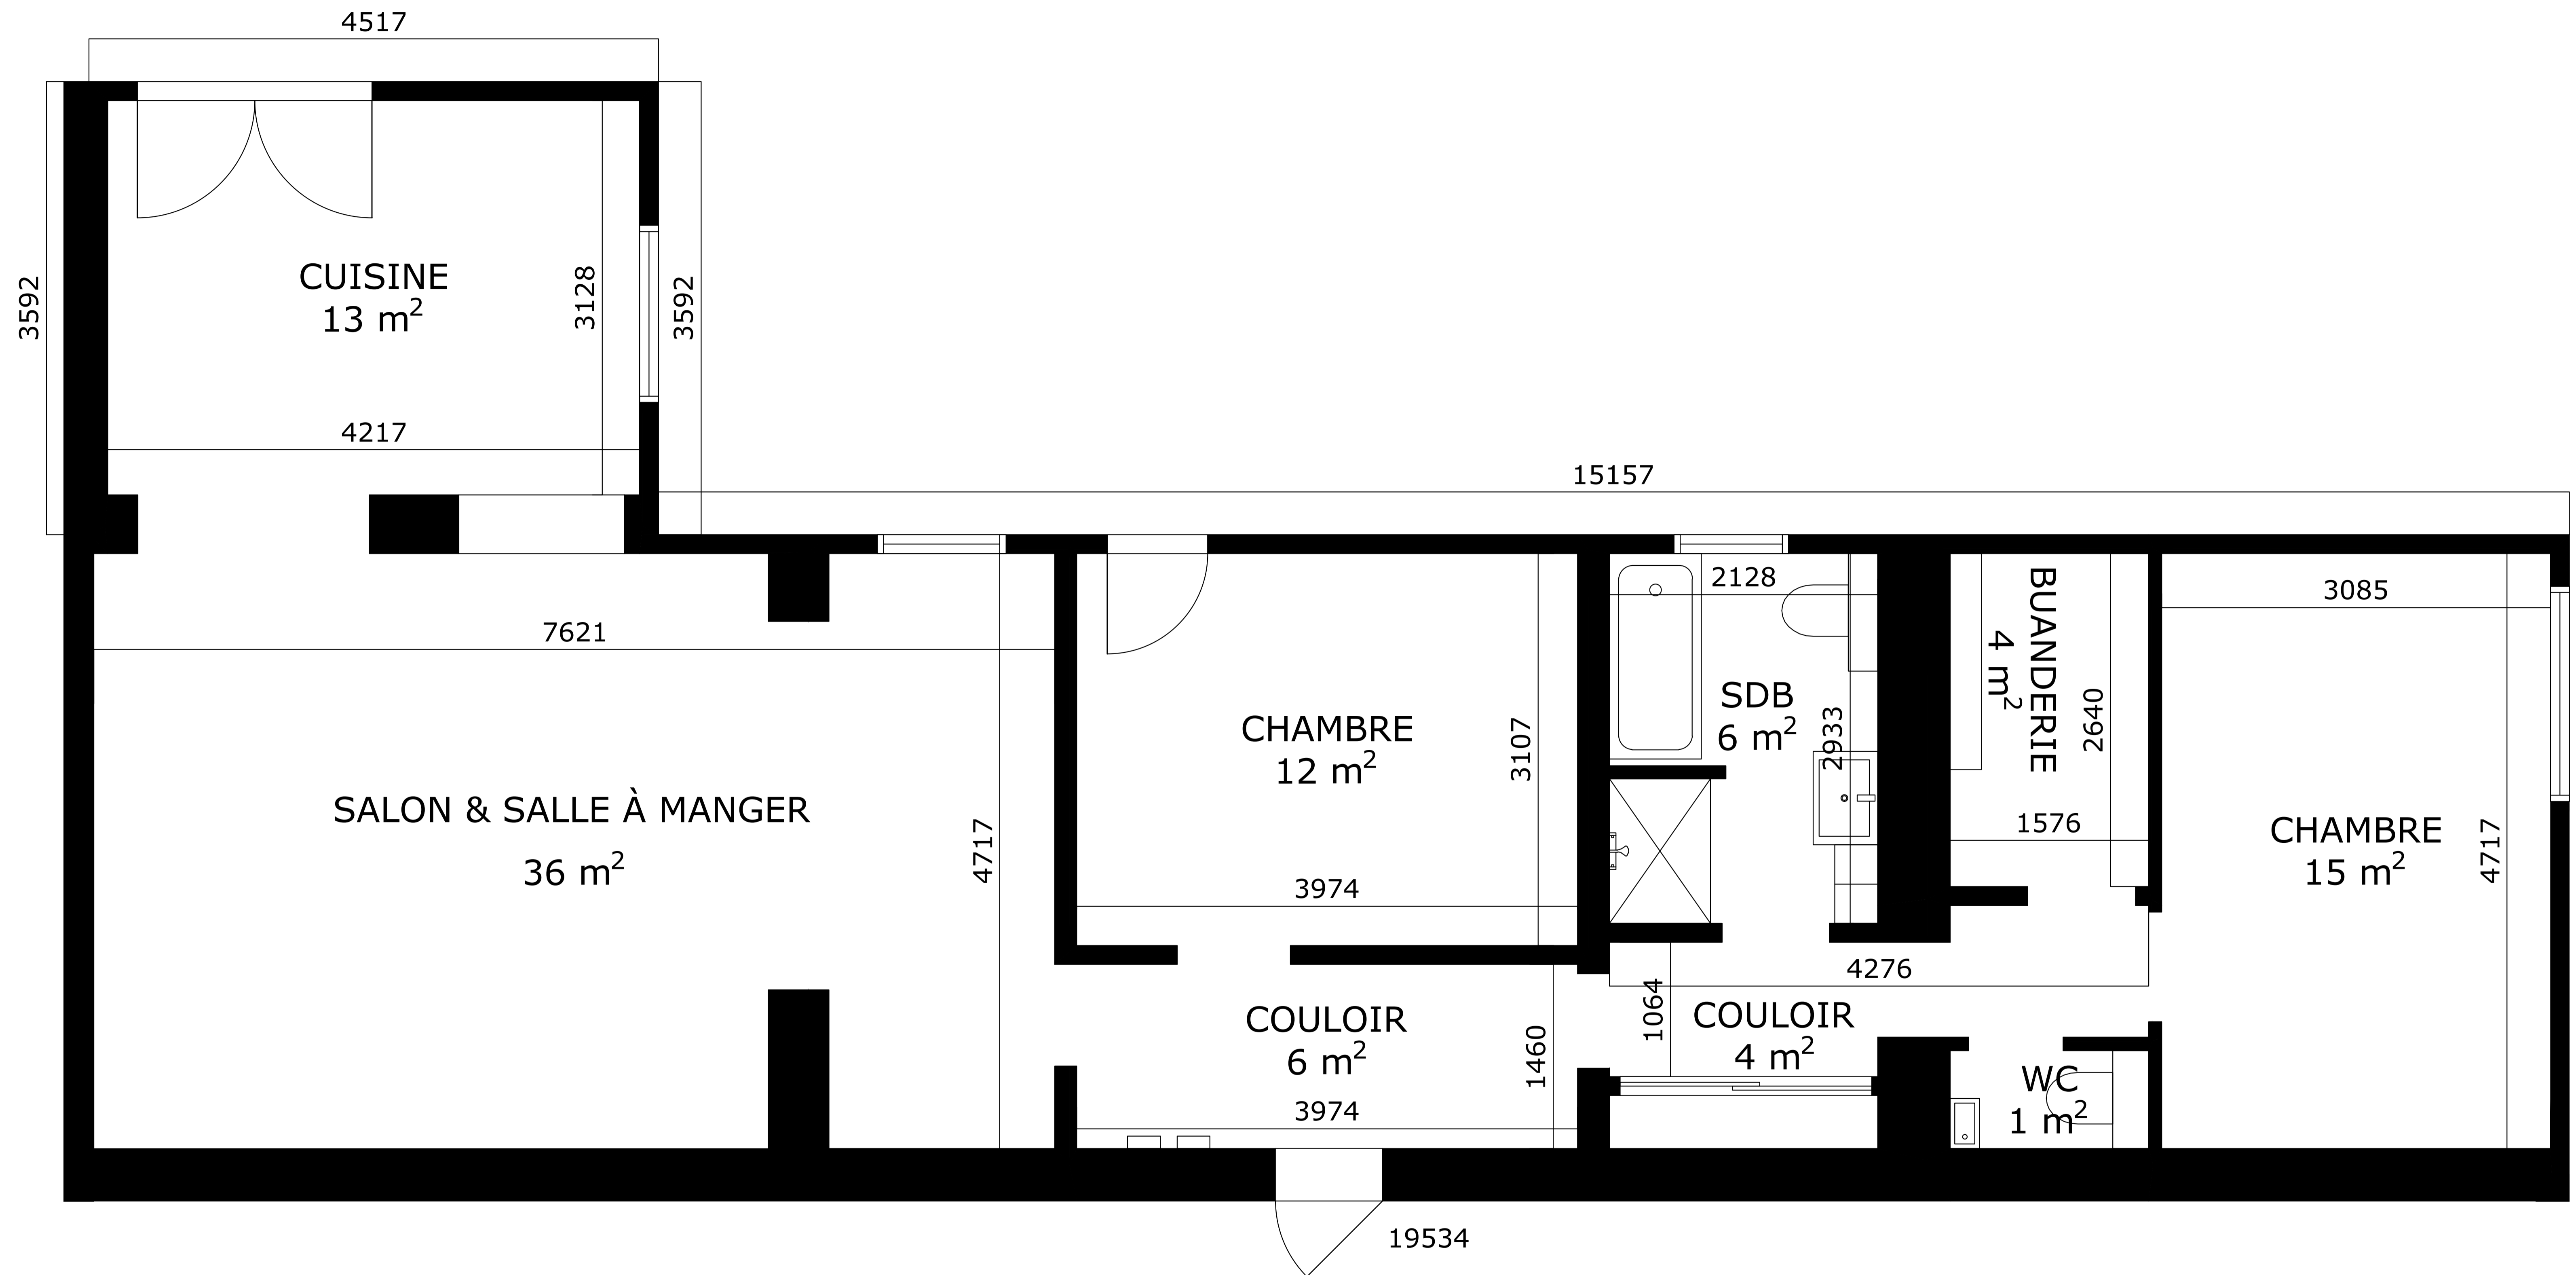 4517
3592
CUISINE
13 m²
3128
3592
4217
15157
7621
SALON & SALLE À MANGER
36 m²
4717
CHAMBRE
12 m²
3107
3974
COULOIR
6 m²
1460
3974
2128
SDB
6 m²
2933
BUANDERIE
4 m²
2640
1576
4276
1064
COULOIR
4 m²
WC
1 m²
3085
CHAMBRE
15 m²
4717
19534